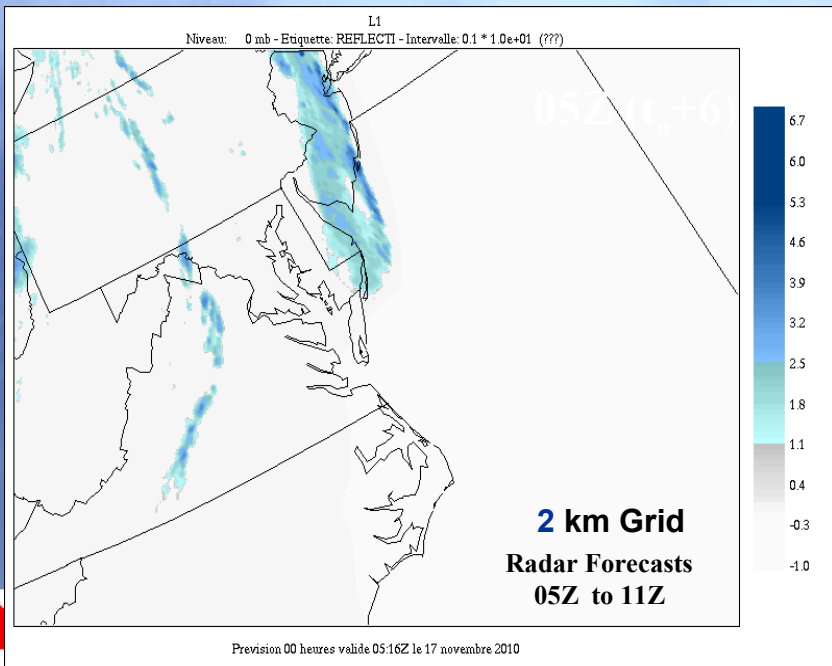 L1
Niveau: 0 mb - Etiquette: REFLECTI - Intervalle: 0.1 * 1.0e+01 (???)
05Z (to+6)
6.7
6.0
5.3
4.6
3.9
3.2
2.5
1.8
1.1
0.4
-0.3
-1.0
2 km Grid
Radar Forecasts
05Z to 11Z
Prevision 00 heures valide 05:16Z le 17 novembre 2010